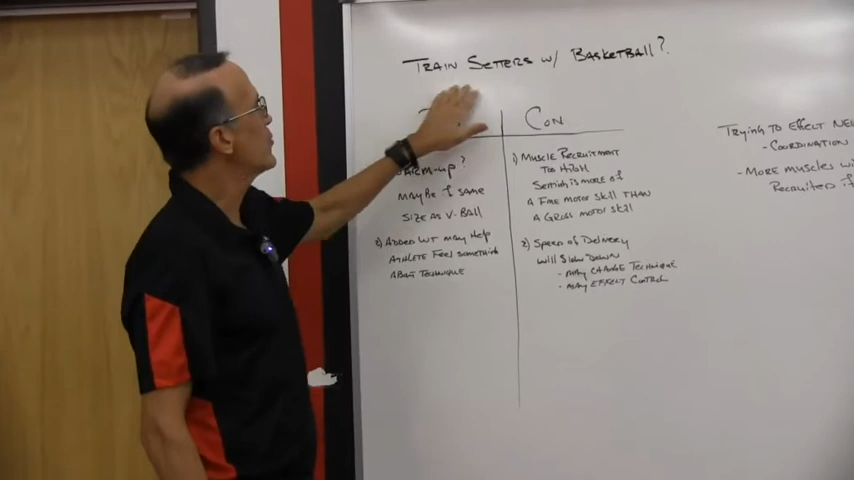 Train Setters w/ Basketball?
Con
Warm-up?
Maybe if same
size as V. Ball
2) Added wt may help
athlete feel something
about technique
1) Muscle Recruitment
too high
Setting is more of
a fine motor skill than
a gross motor skill
2) Speed of Delivery
will slow down
- may change technique
- may effect control
Trying to effect
- Coordination
- More muscles
Recruited if